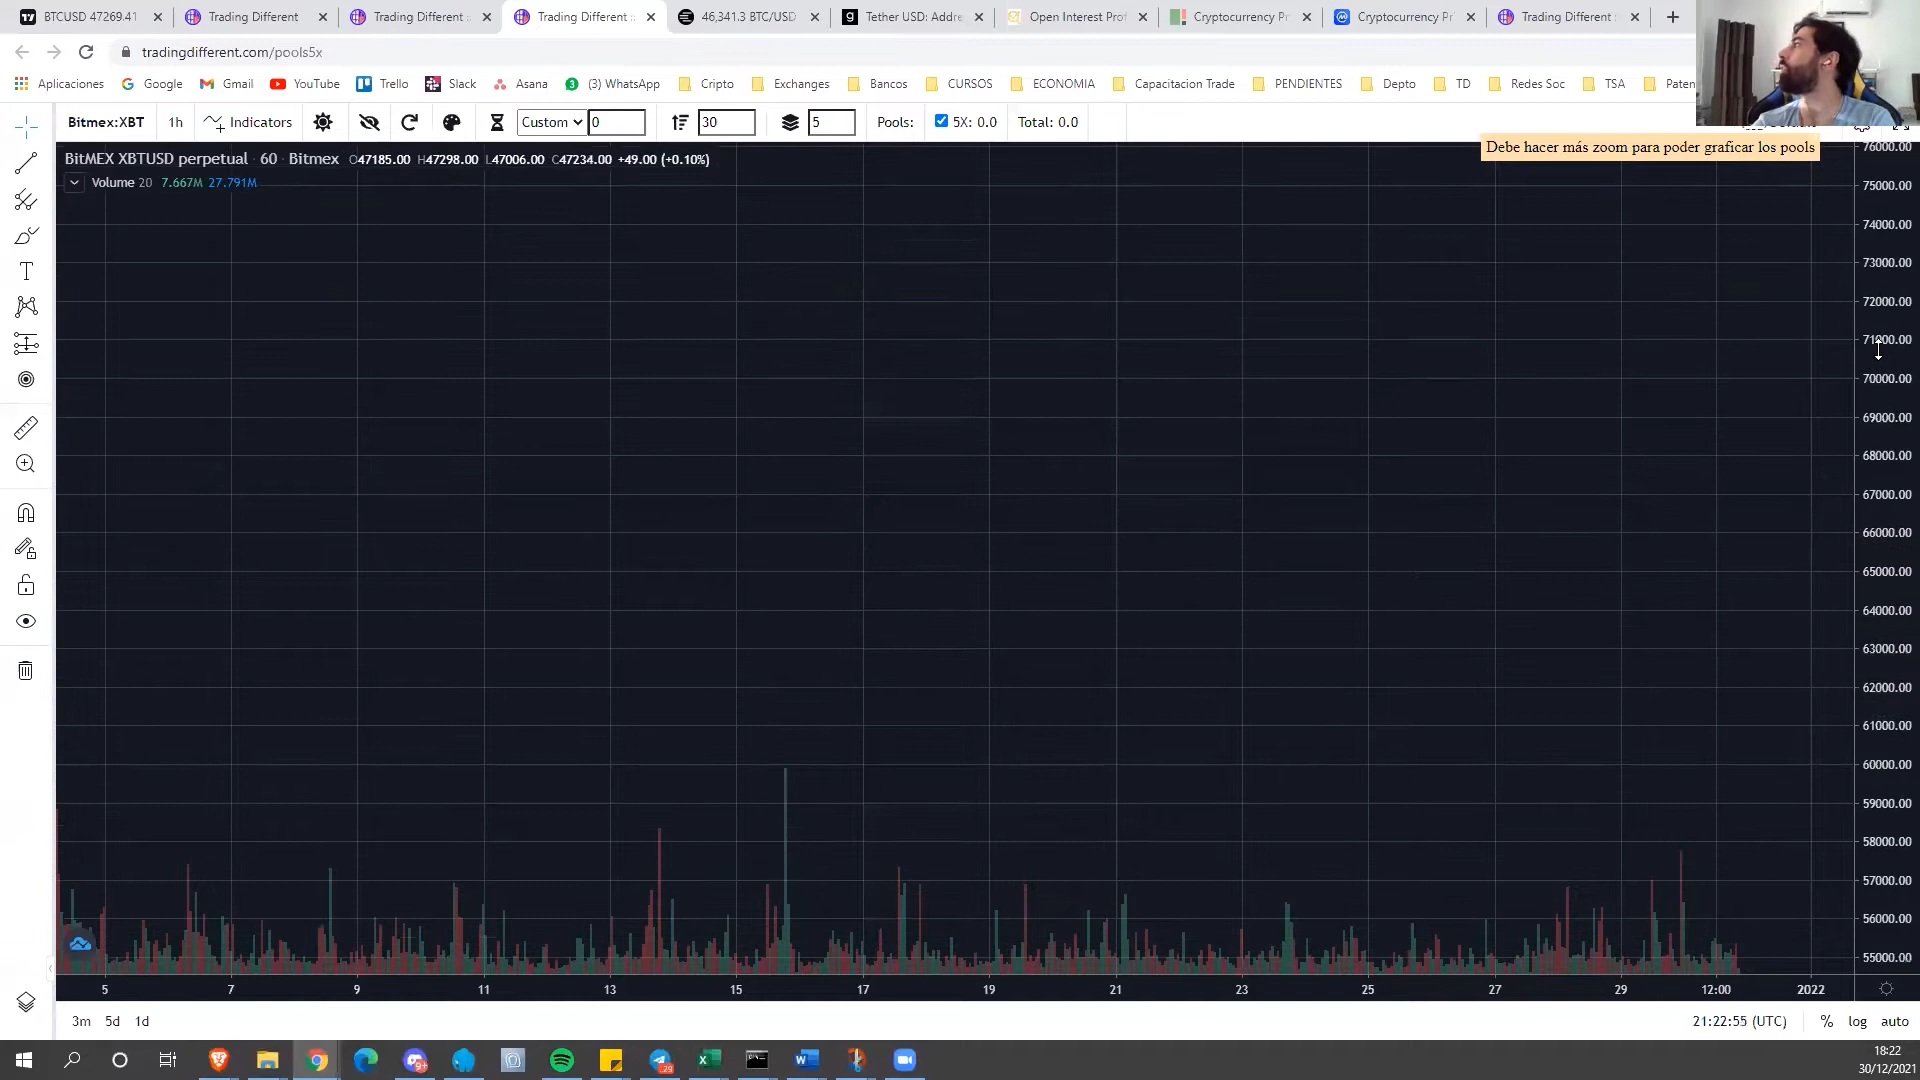 BTCUSD 47269.41
Trading Different
Trading Different :
Trading Different ::
46,341.3 BTC/USD
Tether USD: Addre
Open Interest Prof
Cryptocurrency Pr
Cryptocurrency Pr
Trading Different :
tradingdifferent.com/pools5x
Aplicaciones
Google
Gmail
YouTube
Trello
Slack
Asana
(3) WhatsApp
Cripto
Exchanges
Bancos
CURSOS
ECONOMIA
Capacitacion Trade
PENDIENTES
Depto
TD
Redes Soc
TSA
Paten
Bitmex:XBT
1h
Indicators
Custom
0
30
5
Pools:
5X: 0.0
Total: 0.0
Debe hacer más zoom para poder graficar los pools
BitMEX XBTUSD perpetual · 60 · Bitmex O47185.00 H47298.00 L47006.00 C47234.00 +49.00 (+0.10%)
Volume 20 7.667M 27.791M
76000.00
75000.00
74000.00
73000.00
72000.00
71000.00
70000.00
69000.00
68000.00
67000.00
66000.00
65000.00
64000.00
63000.00
62000.00
61000.00
60000.00
59000.00
58000.00
57000.00
56000.00
55000.00
5 7 9 11 13 15 17 19 21 23 25 27 29 12:00 2022
3m 5d 1d
21:22:55 (UTC)
% log auto
18:22
30/12/2021